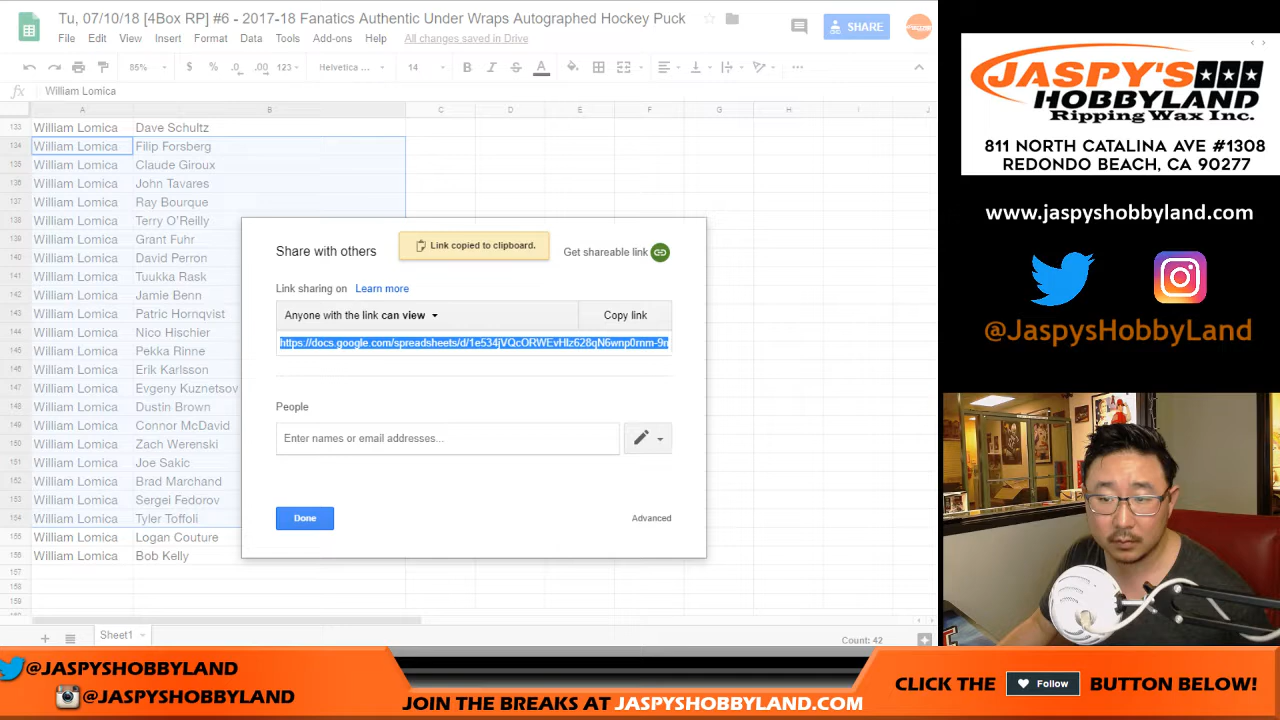 Tu, 07/10/18 [4Box RP] #6 - 2017-18 Fanatics Authentic Under Wraps Autographed Hockey Puck
SHARE
File Edit View Insert Format Data Tools Add-ons Help All changes saved in Drive
85% $ % .0 .00 123 Helvetica ... 14 B I S A
fx William Lomica
A B C D E F G H I J
133 William Lomica Dave Schultz
134 William Lomica Filip Forsberg
135 William Lomica Claude Giroux
136 William Lomica John Tavares
137 William Lomica Ray Bourque
138 William Lomica Terry O'Reilly
139 William Lomica Grant Fuhr
140 William Lomica David Perron
141 William Lomica Tuukka Rask
142 William Lomica Jamie Benn
143 William Lomica Patric Hornqvist
144 William Lomica Nico Hischier
145 William Lomica Pekka Rinne
146 William Lomica Erik Karlsson
147 William Lomica Evgeny Kuznetsov
148 William Lomica Dustin Brown
149 William Lomica Connor McDavid
150 William Lomica Zach Werenski
151 William Lomica Joe Sakic
152 William Lomica Brad Marchand
153 William Lomica Sergei Fedorov
154 William Lomica Tyler Toffoli
155 William Lomica Logan Couture
156 William Lomica Bob Kelly
157
158
159
Share with others
Link copied to clipboard.
Get shareable link
Link sharing on Learn more
Anyone with the link can view
Copy link
People
Enter names or email addresses...
Done
Advanced
Sheet1
Count: 42
JASPY'S
HOBBYLAND
Ripping Wax Inc.
811 NORTH CATALINA AVE #1308
REDONDO BEACH, CA 90277
www.jaspyshobbyland.com
@JaspysHobbyLand
@JASPYSHOBBYLAND
@JASPYSHOBBYLAND
JOIN THE BREAKS AT JASPYSHOBBYLAND.COM
CLICK THE Follow BUTTON BELOW!